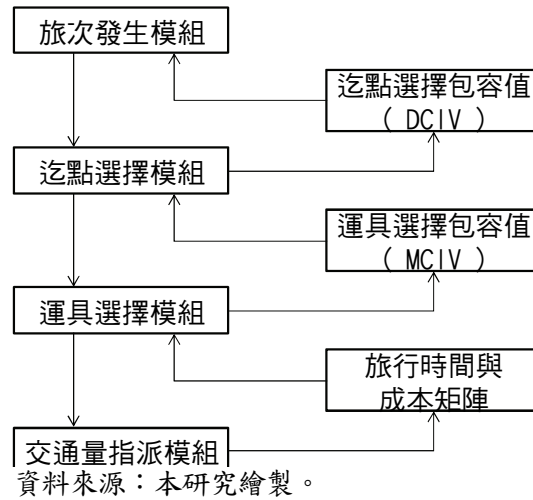 旅次發生模組
迄點選擇包容值
( DCIV )
迄點選擇模組
運具選擇包容值
( MCIV )
運具選擇模組
旅行時間與
成本矩陣
交通量指派模組
資料來源：本研究繪製。